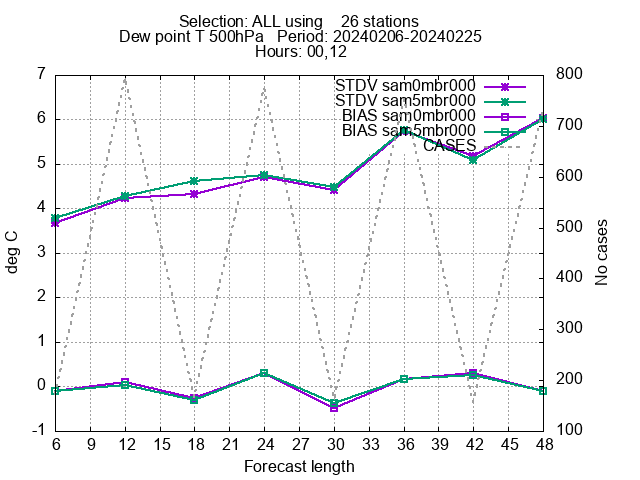 Selection: ALL using    26 stations
Dew point T 500hPa   Period: 20240206-20240225
Hours: 00,12
STDV sam0mbr000
STDV sam5mbr000
BIAS sam0mbr000
BIAS sam5mbr000
CASES
deg C
7
6
5
4
3
2
1
0
-1
800
700
600
500
400
300
200
100
No cases
6 9 12 15 18 21 24 27 30 33 36 39 42 45 48
Forecast length